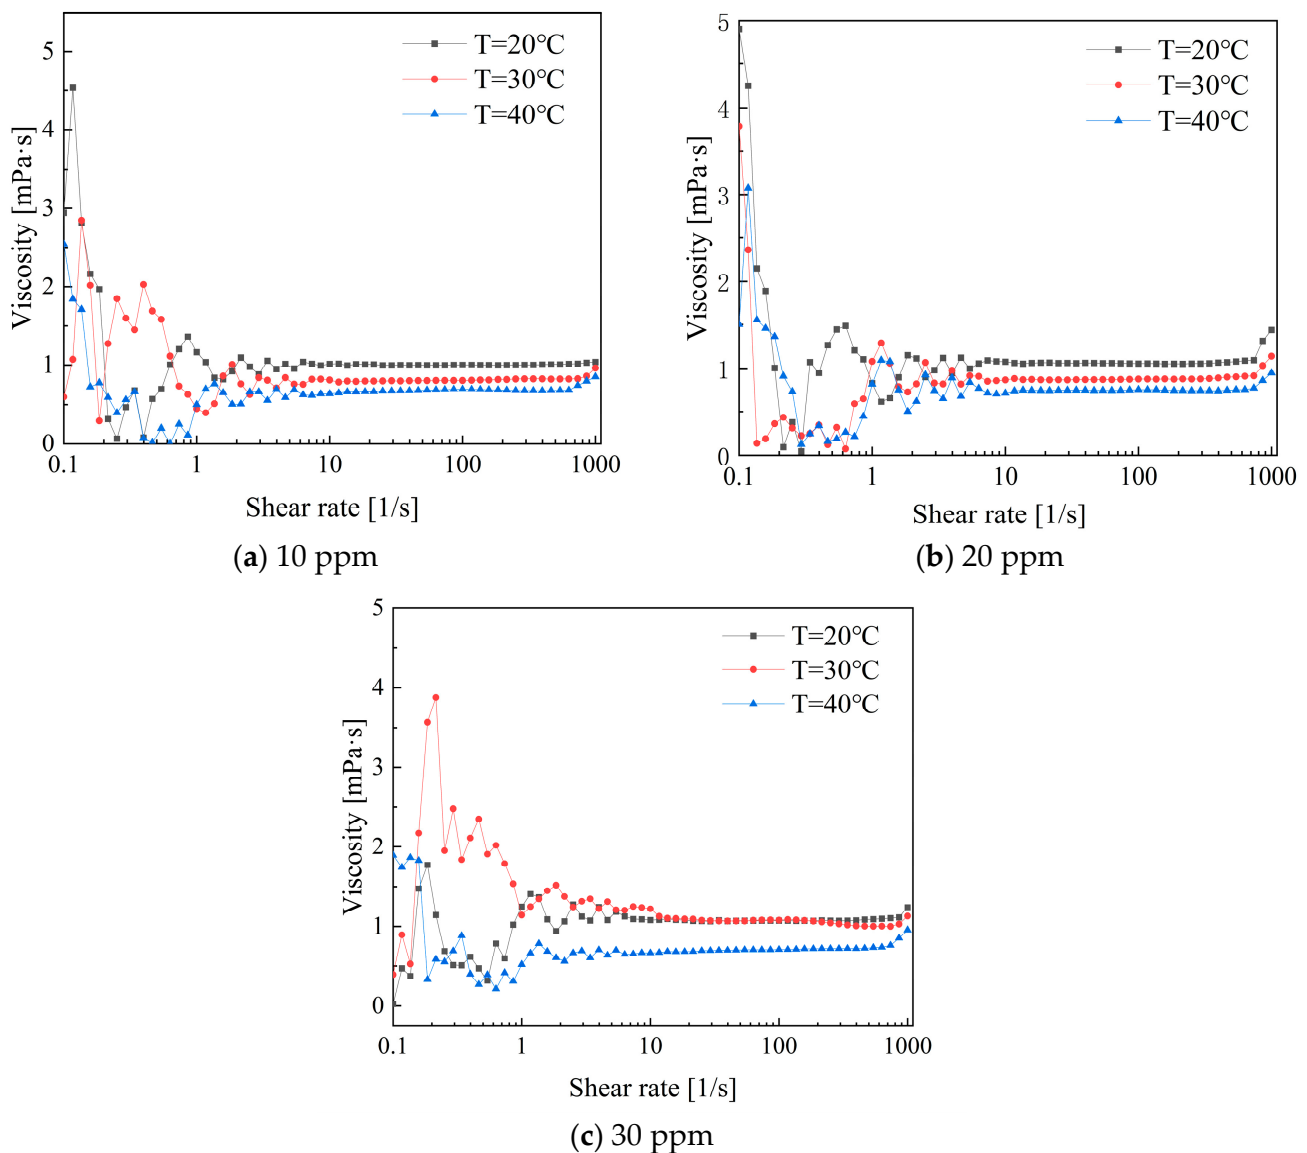 5
4
3
2
1
0
Viscosity [mPa·s]
T=20℃
T=30℃
T=40℃
0.1 1 10 100 1000
Shear rate [1/s]
(a) 10 ppm
5
4
3
2
1
0
Viscosity [mPa·s]
T=20℃
T=30℃
T=40℃
0.1 1 10 100 1000
Shear rate [1/s]
(b) 20 ppm
5
4
3
2
1
0
Viscosity [mPa·s]
T=20℃
T=30℃
T=40℃
0.1 1 10 100 1000
Shear rate [1/s]
(c) 30 ppm